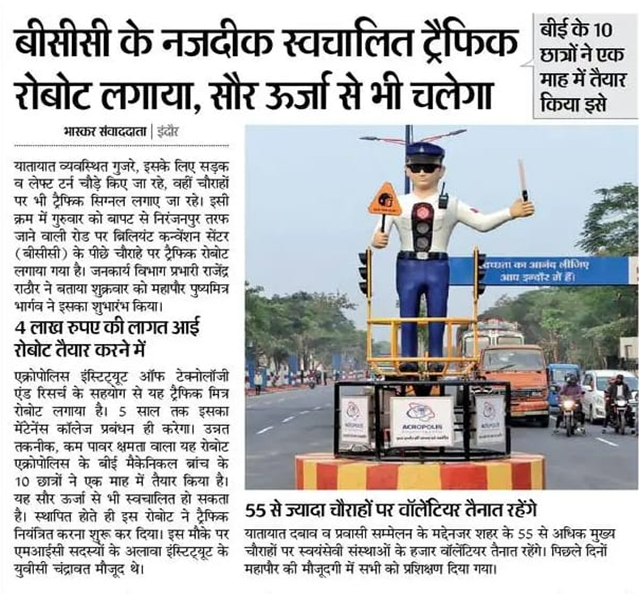 बीसीसी के नजदीक स्वचालित ट्रैफिक
रोबोट लगाया, सौर ऊर्जा से भी चलेगा
बीई के 10
छात्रों ने एक
माह में तैयार
किया इसे
भास्कर संवाददाता | इंदौर
यातायात व्यवस्थित गुजरे, इसके लिए सड़क
व लेफ्ट टर्न चौड़े किए जा रहे, वहीं चौराहों
पर भी ट्रैफिक सिग्नल लगाए जा रहे। इसी
क्रम में गुरुवार को बापट से निरंजनपुर तरफ
जाने वाली रोड पर ब्रिलियंट कन्वेंशन सेंटर
(बीसीसी) के पीछे चौराहे पर ट्रैफिक रोबोट
लगाया गया है। जनकार्य विभाग प्रभारी राजेंद्र
राठौर ने बताया शुक्रवार को महापौर पुष्यमित्र
भार्गव ने इसका शुभारंभ किया।
4 लाख रुपए की लागत आई
रोबोट तैयार करने में
एक्रोपोलिस इंस्टिट्यूट ऑफ टेक्नोलॉजी
एंड रिसर्च के सहयोग से यह ट्रैफिक मित्र
रोबोट लगाया है। 5 साल तक इसका
मेंटेनेंस कॉलेज प्रबंधन ही करेगा। उन्नत
तकनीक, कम पावर क्षमता वाला यह रोबोट
एक्रोपोलिस के बीई मैकेनिकल ब्रांच के
10 छात्रों ने एक माह में तैयार किया है।
यह सौर ऊर्जा से भी स्वचालित हो सकता
है। स्थापित होते ही इस रोबोट ने ट्रैफिक
नियंत्रित करना शुरू कर दिया। इस मौके पर
एमआईसी सदस्यों के अलावा इंस्टिट्यूट के
युवीसी चंद्रावत मौजूद थे।
स्वच्छता का आनंद लीजिए
आप इन्दौर में हैं।
ACROPOLIS
55 से ज्यादा चौराहों पर वॉलेंटियर तैनात रहेंगे
यातायात दबाव व प्रवासी सम्मेलन के मद्देनजर शहर के 55 से अधिक मुख्य
चौराहों पर स्वयंसेवी संस्थाओं के हजार वॉलेंटियर तैनात रहेंगे। पिछले दिनों
महापौर की मौजूदगी में सभी को प्रशिक्षण दिया गया।